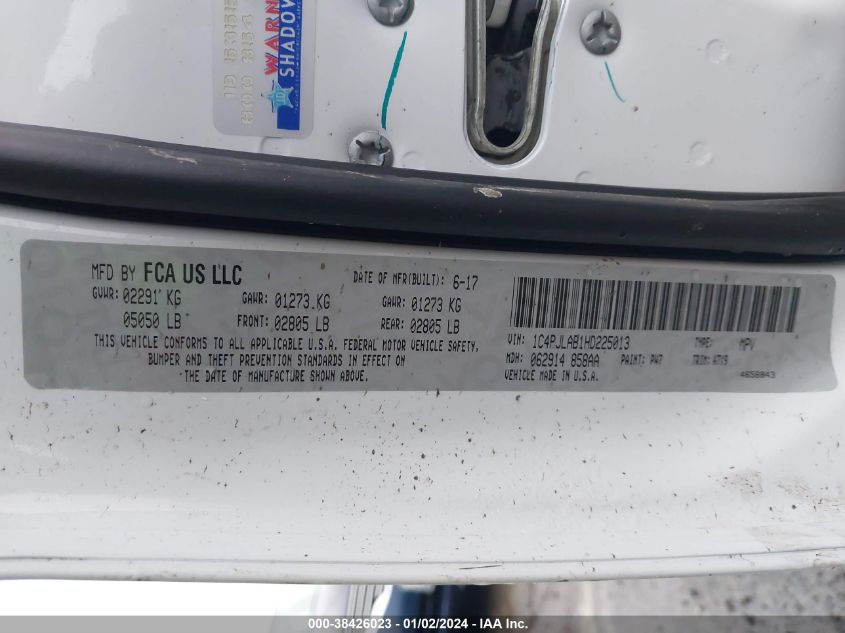 WARN
SHADOW
MFD BY FCA US LLC
DATE OF MFR(BUILT): 6-17
GVWR: 02291 KG GAWR: 01273 KG GAWR: 01273 KG
05050 LB FRONT: 02805 LB REAR: 02805 LB
THIS VEHICLE CONFORMS TO ALL APPLICABLE U.S.A. FEDERAL MOTOR VEHICLE SAFETY,
BUMPER AND THEFT PREVENTION STANDARDS IN EFFECT ON
THE DATE OF MANUFACTURE SHOWN ABOVE.
VIN: 1C4PJLAB1HD225013 TYPE: MPV
MDH: 062914 858AA PAINT: PW7 TRIM: A7X9
VEHICLE MADE IN U.S.A. 4658843
000-38426023 - 01/02/2024 - IAA Inc.